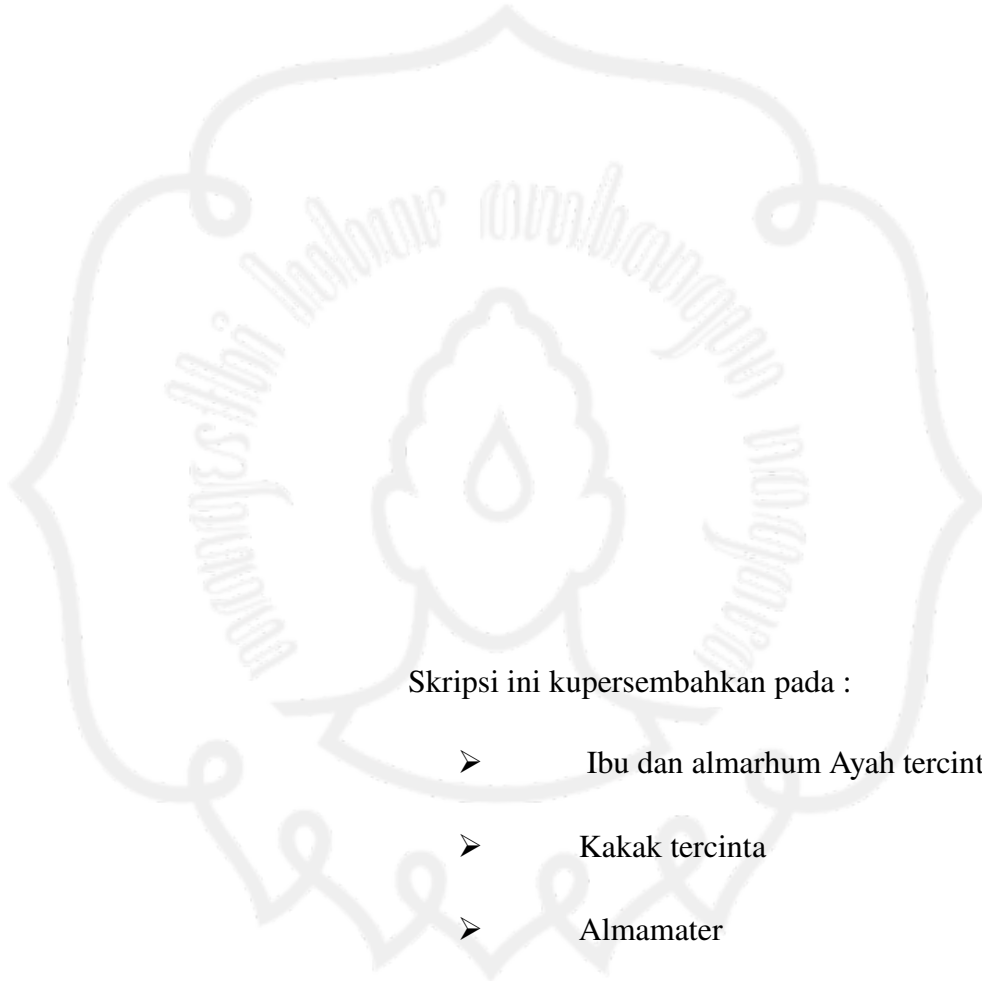 Skripsi ini kupersembahkan pada :
➢ Ibu dan almarhum Ayah tercint
➢ Kakak tercinta
➢ Almamater